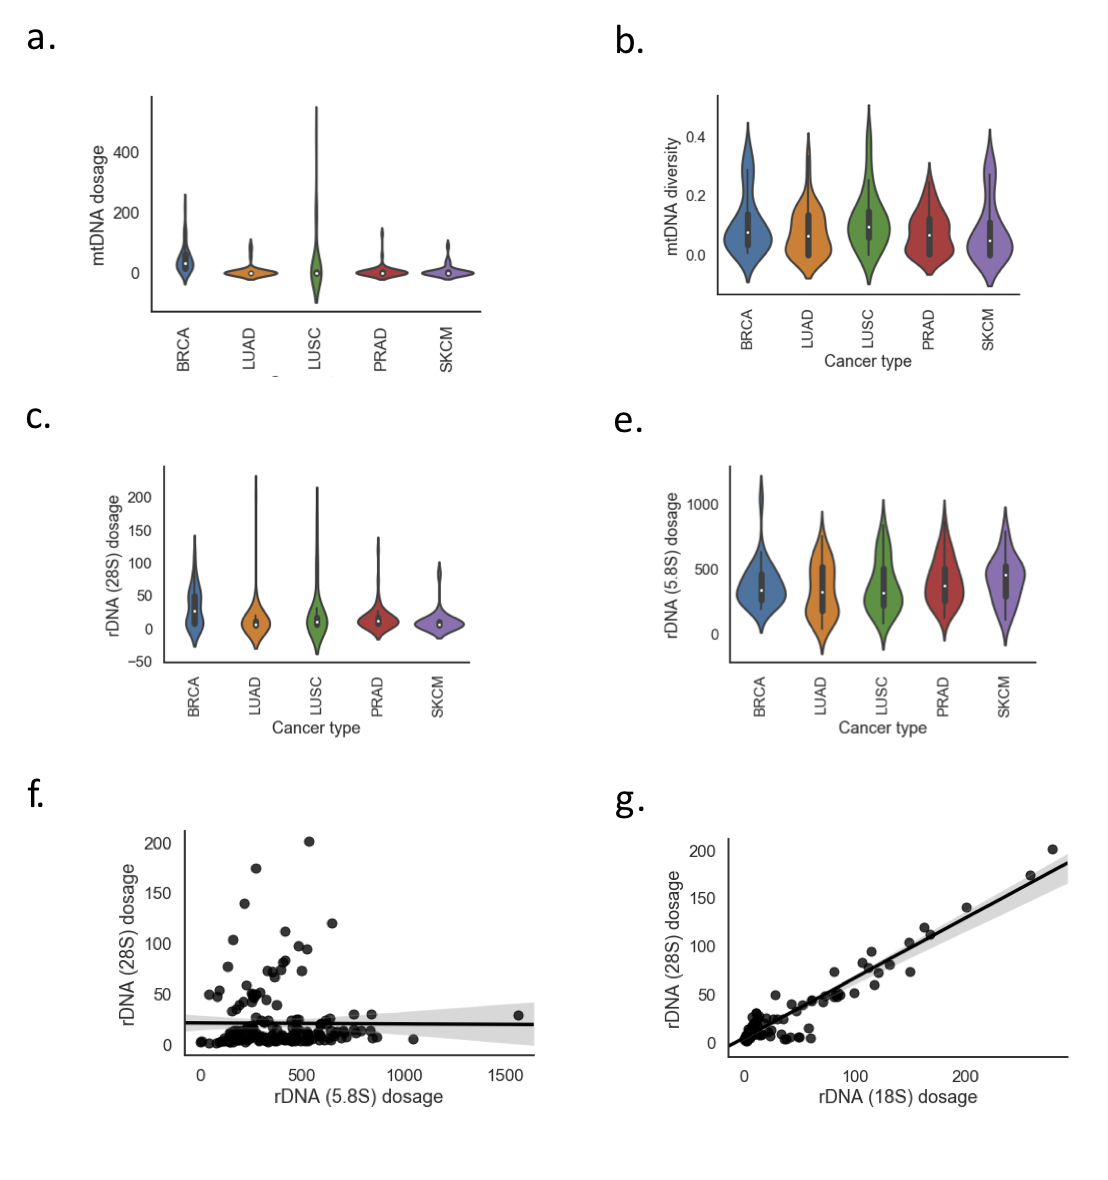 a.
mtDNA dosage
400
200
0
BRCA
LUAD
LUSC
PRAD
SKCM
b.
mtDNA diversity
0.4
0.2
0.0
BRCA
LUAD
LUSC
PRAD
SKCM
Cancer type
c.
rDNA (28S) dosage
200
150
100
50
0
−50
BRCA
LUAD
LUSC
PRAD
SKCM
Cancer type
e.
rDNA (5.8S) dosage
1000
500
0
BRCA
LUAD
LUSC
PRAD
SKCM
Cancer type
f.
rDNA (28S) dosage
200
150
100
50
0
0 500 1000 1500
rDNA (5.8S) dosage
g.
rDNA (28S) dosage
200
150
100
50
0
0 100 200
rDNA (18S) dosage